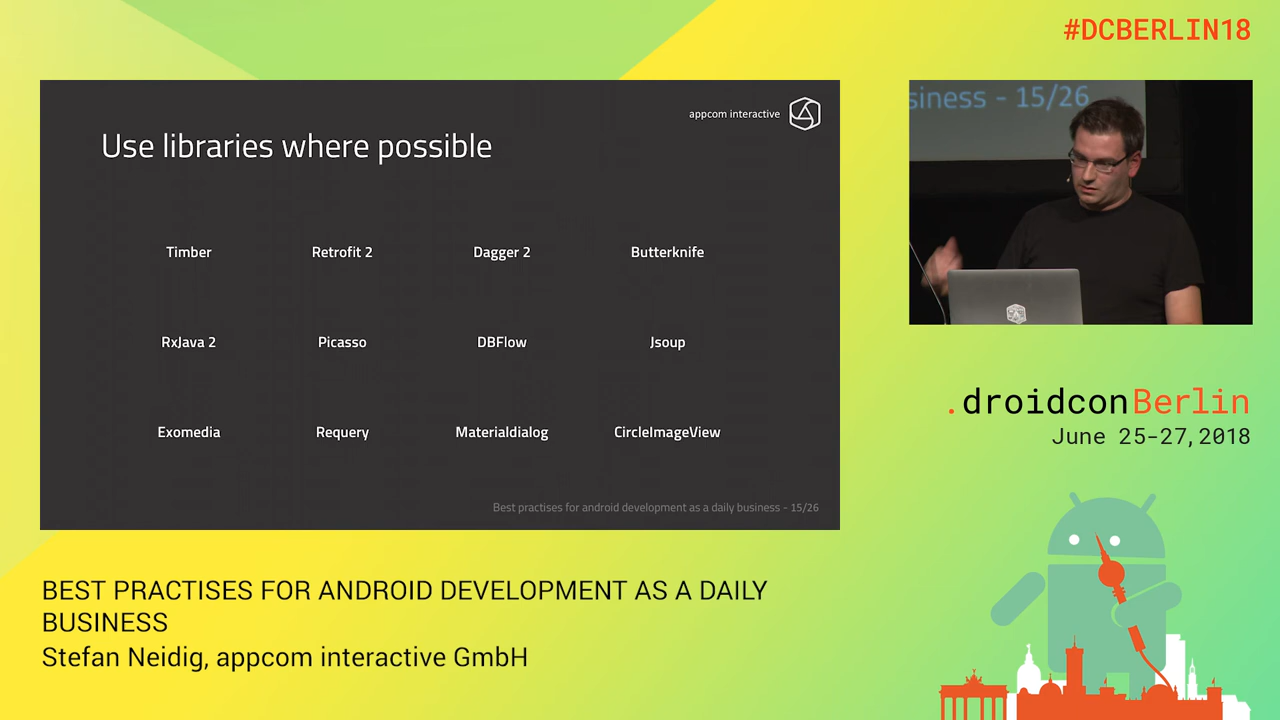 #DCBERLIN18
appcom interactive
Use libraries where possible
Timber Retrofit 2 Dagger 2 Butterknife
RxJava 2 Picasso DBFlow Jsoup
Exomedia Requery Materialdialog CircleImageView
Best practises for android development as a daily business - 15/26
siness - 15/26
.droidconBerlin
June 25-27, 2018
BEST PRACTISES FOR ANDROID DEVELOPMENT AS A DAILY
BUSINESS
Stefan Neidig, appcom interactive GmbH